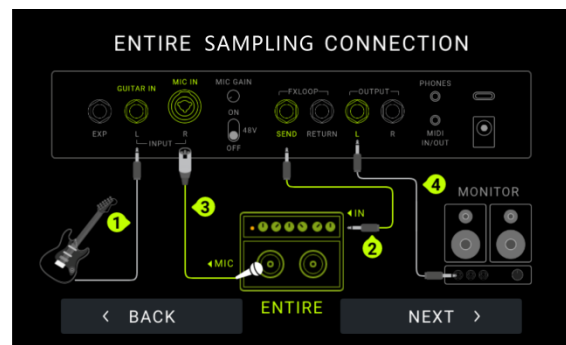 ENTIRE SAMPLING CONNECTION
GUITAR IN
MIC IN
MIC GAIN
FXLOOP
OUTPUT
PHONES
ON
48V
OFF
EXP
L
INPUT
R
SEND
RETURN
L
R
MIDI
IN/OUT
1
3
4
MONITOR
IN
2
MIC
ENTIRE
< BACK
NEXT >